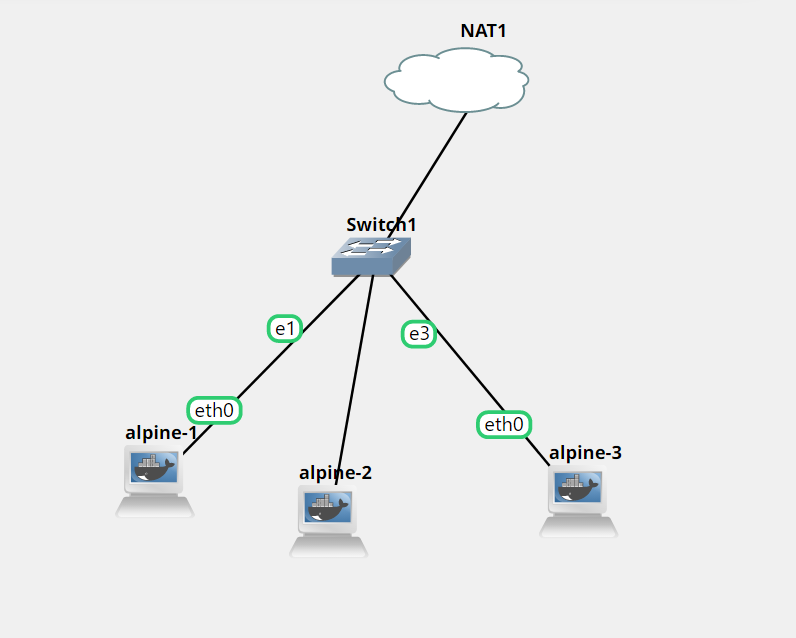 NAT1
Switch1
e1
e3
eth0
eth0
alpine-1
alpine-2
alpine-3